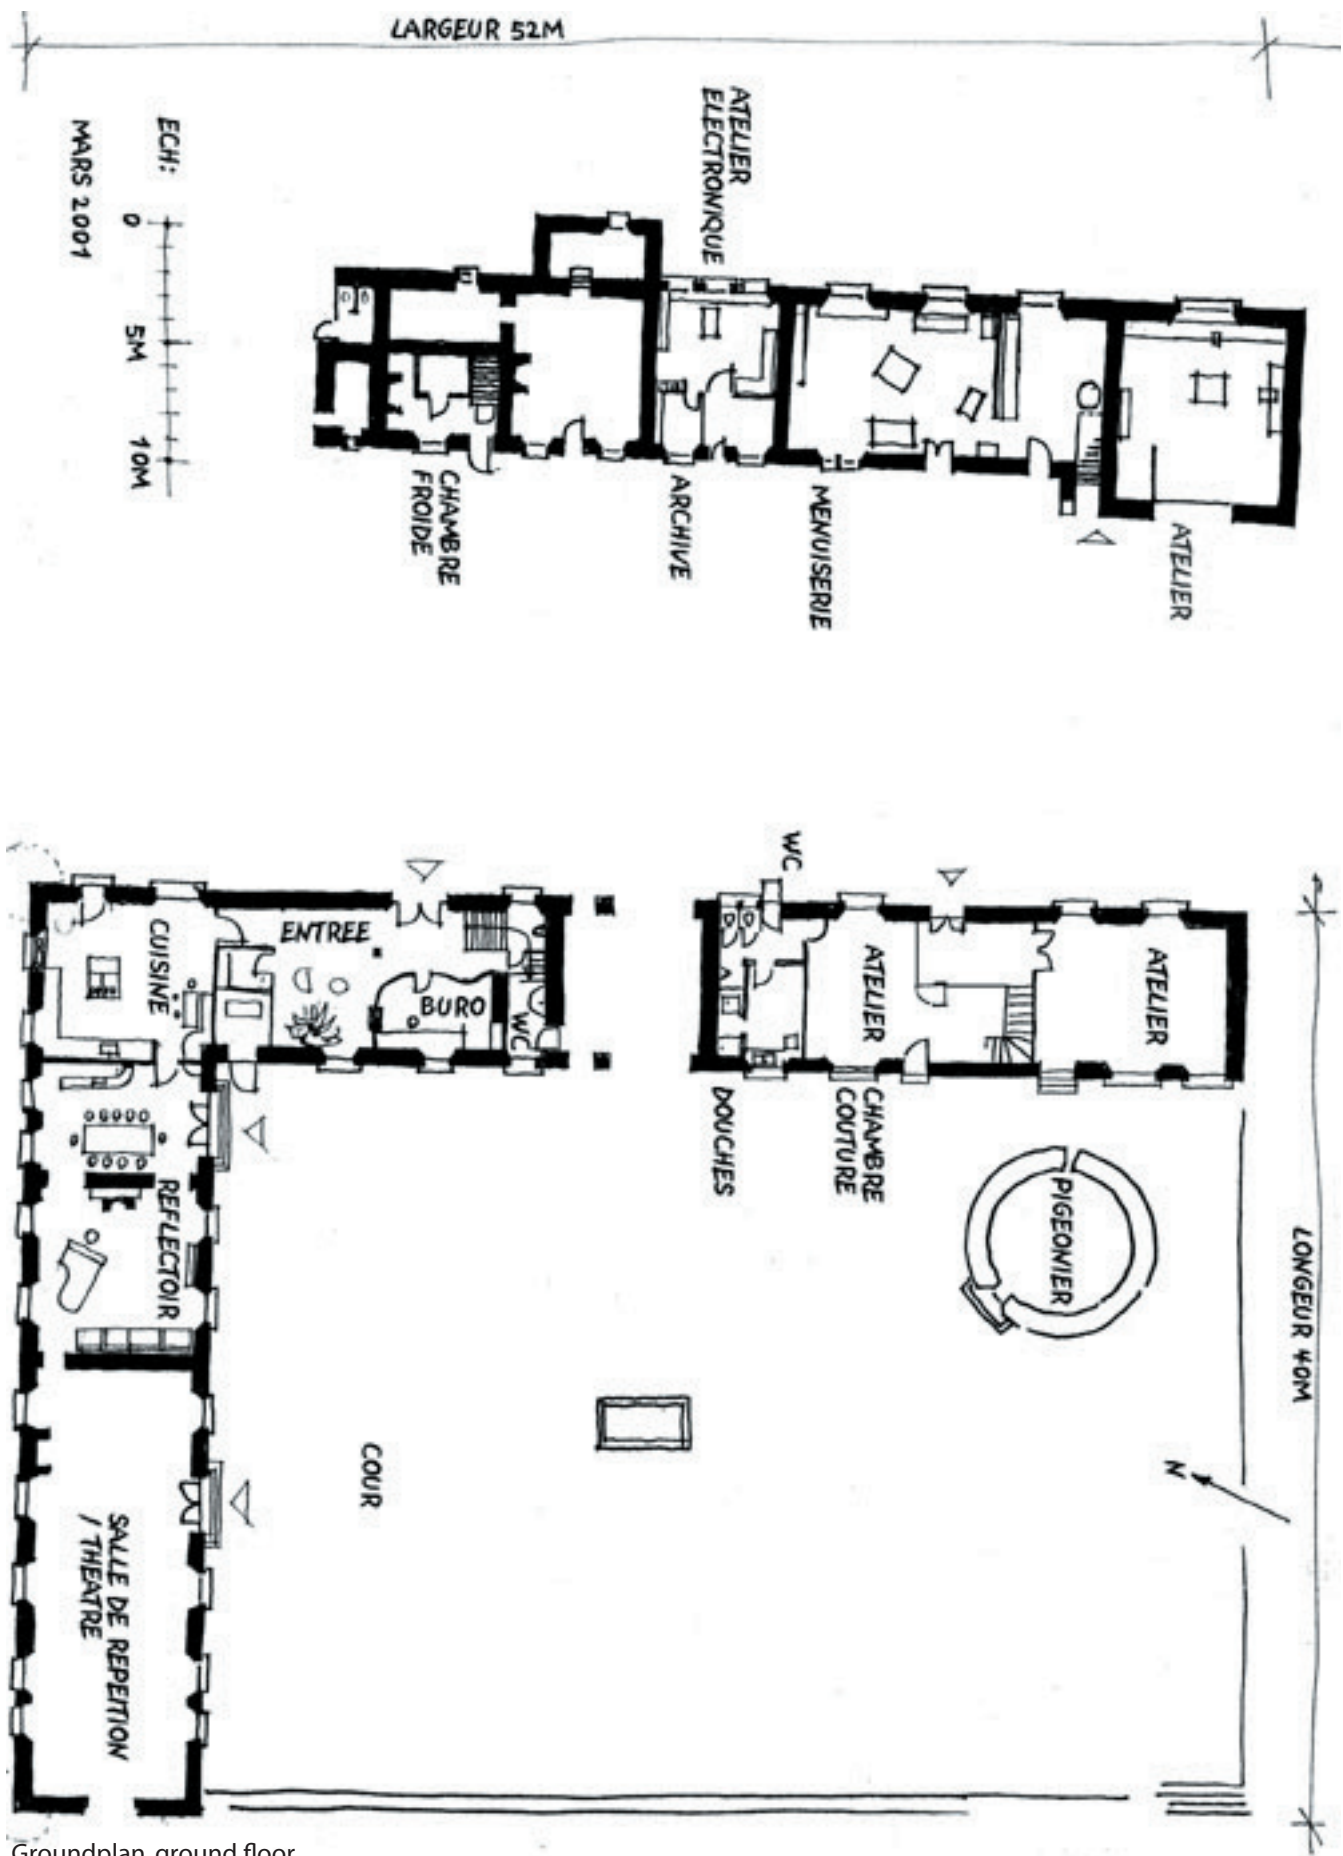 LARGEUR 52M
ECH:
MARS 2001
0
5M
10M
ATELIER
ELECTRONIQUE
CHAMBRE
FROIDE
ARCHIVE
MENUISERIE
ATELIER
WC
CUISINE
ENTREE
BURO
WC
ATELIER
ATELIER
DOUCHES
CHAMBRE
COUTURE
PIGEONIER
REFLECTOIR
LONGEUR 40M
COUR
N
SALLE DE REPEITION
/ THEATRE
Groundplan ground floor